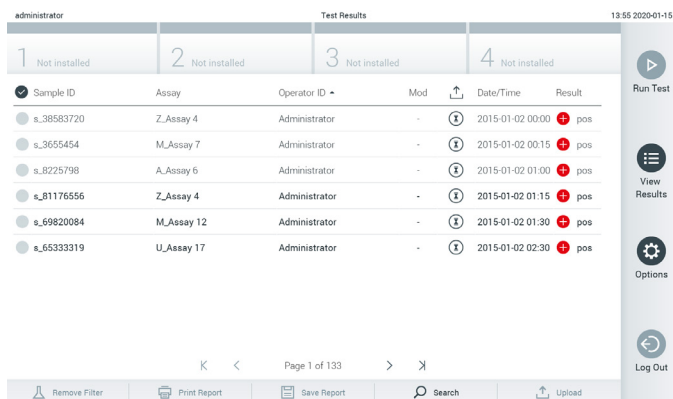 administrator Test Results 13:55 2020-01-15
1 Not installed 2 Not installed 3 Not installed 4 Not installed
Run Test
Sample ID Assay Operator ID Mod Date/Time Result
s_38583720 Z_Assay 4 Administrator - 2015-01-02 00:00 pos
s_3655454 M_Assay 7 Administrator - 2015-01-02 00:15 pos
s_8225798 A_Assay 6 Administrator - 2015-01-02 01:00 pos
View Results
s_81176556 Z_Assay 4 Administrator - 2015-01-02 01:15 pos
s_69820084 M_Assay 12 Administrator - 2015-01-02 01:30 pos
s_65333319 U_Assay 17 Administrator - 2015-01-02 02:30 pos
Options
Page 1 of 133
Log Out
Remove Filter Print Report Save Report Search Upload